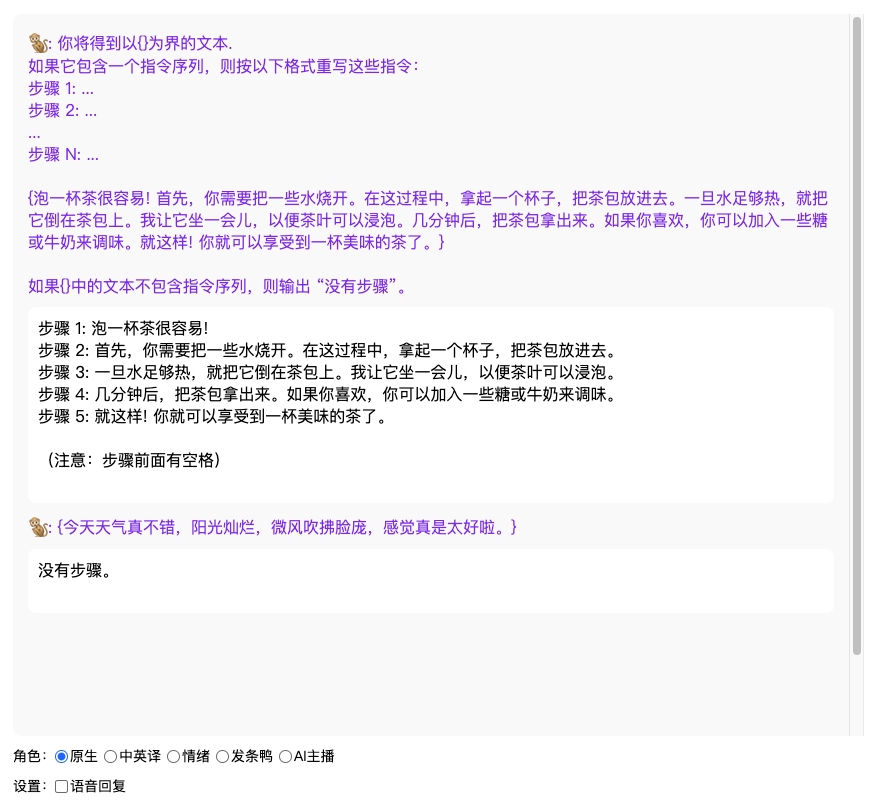 🐒: 你将得到以{}为界的文本.
如果它包含一个指令序列，则按以下格式重写这些指令：
步骤 1: ...
步骤 2: ...
...
步骤 N: ...
{泡一杯茶很容易! 首先，你需要把一些水烧开。在这过程中，拿起一个杯子，把茶包放进去。一旦水足够热，就把
它倒在茶包上。我让它坐一会儿，以便茶叶可以浸泡。几分钟后，把茶包拿出来。如果你喜欢，你可以加入一些糖
或牛奶来调味。就这样! 你就可以享受到一杯美味的茶了。}
如果{}中的文本不包含指令序列，则输出 “没有步骤”。
步骤 1: 泡一杯茶很容易!
步骤 2: 首先，你需要把一些水烧开。在这过程中，拿起一个杯子，把茶包放进去。
步骤 3: 一旦水足够热，就把它倒在茶包上。我让它坐一会儿，以便茶叶可以浸泡。
步骤 4: 几分钟后，把茶包拿出来。如果你喜欢，你可以加入一些糖或牛奶来调味。
步骤 5: 就这样! 你就可以享受到一杯美味的茶了。
（注意：步骤前面有空格）
🐒: {今天天气真不错，阳光灿烂，微风吹拂脸庞，感觉真是太好啦。}
没有步骤。
角色： 原生 中英译 情绪 发条鸭 AI主播
设置： 语音回复